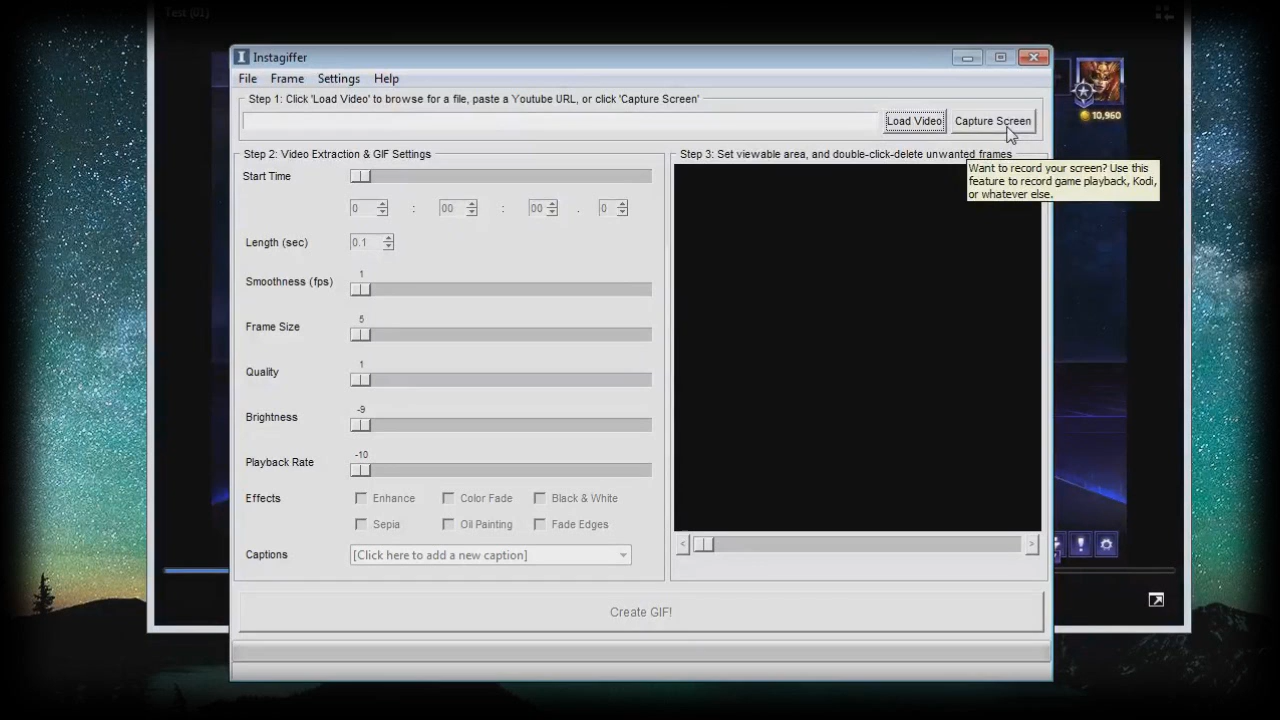 Test (01)
Instagiffer
File Frame Settings Help
Step 1: Click 'Load Video' to browse for a file, paste a Youtube URL, or click 'Capture Screen'
Load Video Capture Screen
10,960
Step 2: Video Extraction & GIF Settings
Step 3: Set viewable area, and double-click-delete unwanted frames
Want to record your screen? Use this
feature to record game playback, Kodi,
or whatever else.
Start Time
0 : 00 : 00 . 0
Length (sec) 0.1
1
Smoothness (fps)
5
Frame Size
1
Quality
-9
Brightness
-10
Playback Rate
Effects Enhance Color Fade Black & White
Sepia Oil Painting Fade Edges
Captions [Click here to add a new caption]
< >
Create GIF!